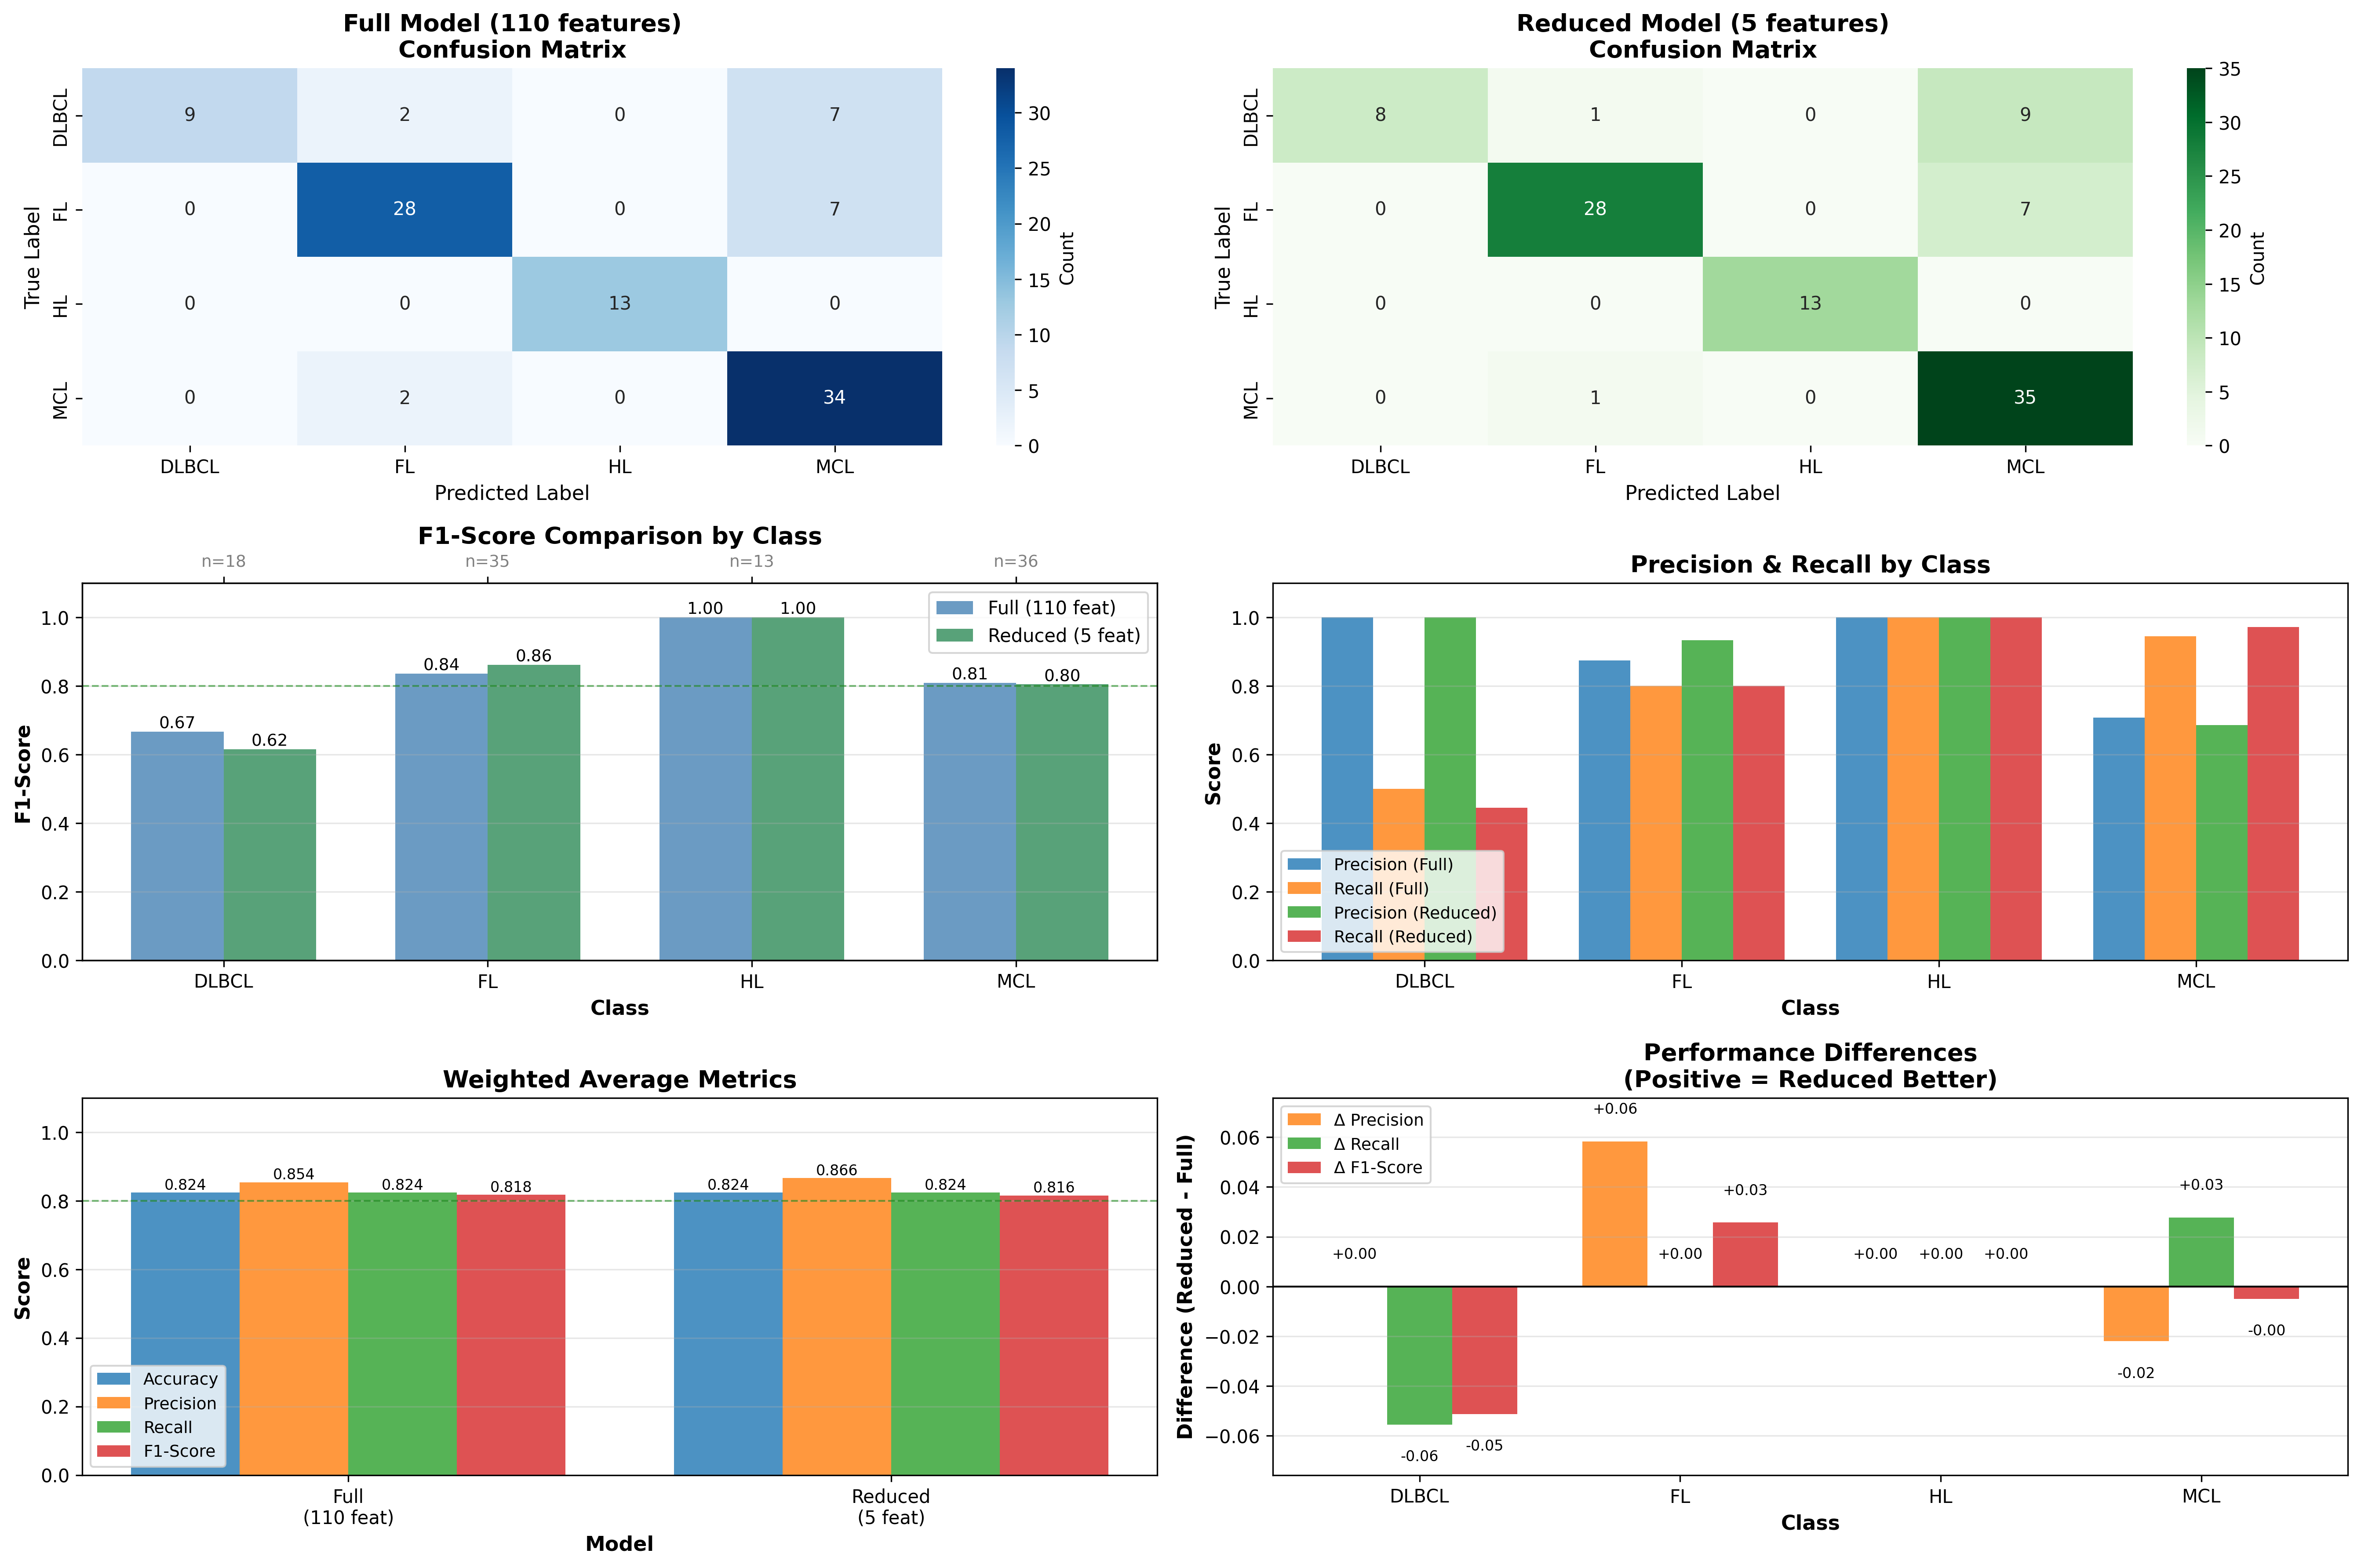 Full Model (110 features)
Confusion Matrix
DLBCL
FL
HL
MCL
True Label
9 2 0 7
0 28 0 7
0 0 13 0
0 2 0 34
DLBCL FL HL MCL
Predicted Label
30
25
20
15
10
5
0
Count
Reduced Model (5 features)
Confusion Matrix
DLBCL
FL
HL
MCL
True Label
8 1 0 9
0 28 0 7
0 0 13 0
0 1 0 35
DLBCL FL HL MCL
Predicted Label
35
30
25
20
15
10
5
0
Count
F1-Score Comparison by Class
n=18 n=35 n=13 n=36
1.0
0.8
0.6
0.4
0.2
0.0
F1-Score
0.67 0.62 0.84 0.86 1.00 1.00 0.81 0.80
Full (110 feat)
Reduced (5 feat)
DLBCL FL HL MCL
Class
Precision & Recall by Class
1.0
0.8
0.6
0.4
0.2
0.0
Score
Precision (Full)
Recall (Full)
Precision (Reduced)
Recall (Reduced)
DLBCL FL HL MCL
Class
Weighted Average Metrics
1.0
0.8
0.6
0.4
0.2
0.0
Score
0.824 0.854 0.824 0.818 0.824 0.866 0.824 0.816
Accuracy
Precision
Recall
F1-Score
Full
(110 feat)
Reduced
(5 feat)
Model
Performance Differences
(Positive = Reduced Better)
0.06
0.04
0.02
0.00
−0.02
−0.04
−0.06
Difference (Reduced - Full)
Δ Precision
Δ Recall
Δ F1-Score
+0.00 -0.06 -0.05
+0.06 +0.00 +0.03
+0.00 +0.00 +0.00
-0.02 +0.03 -0.00
DLBCL FL HL MCL
Class